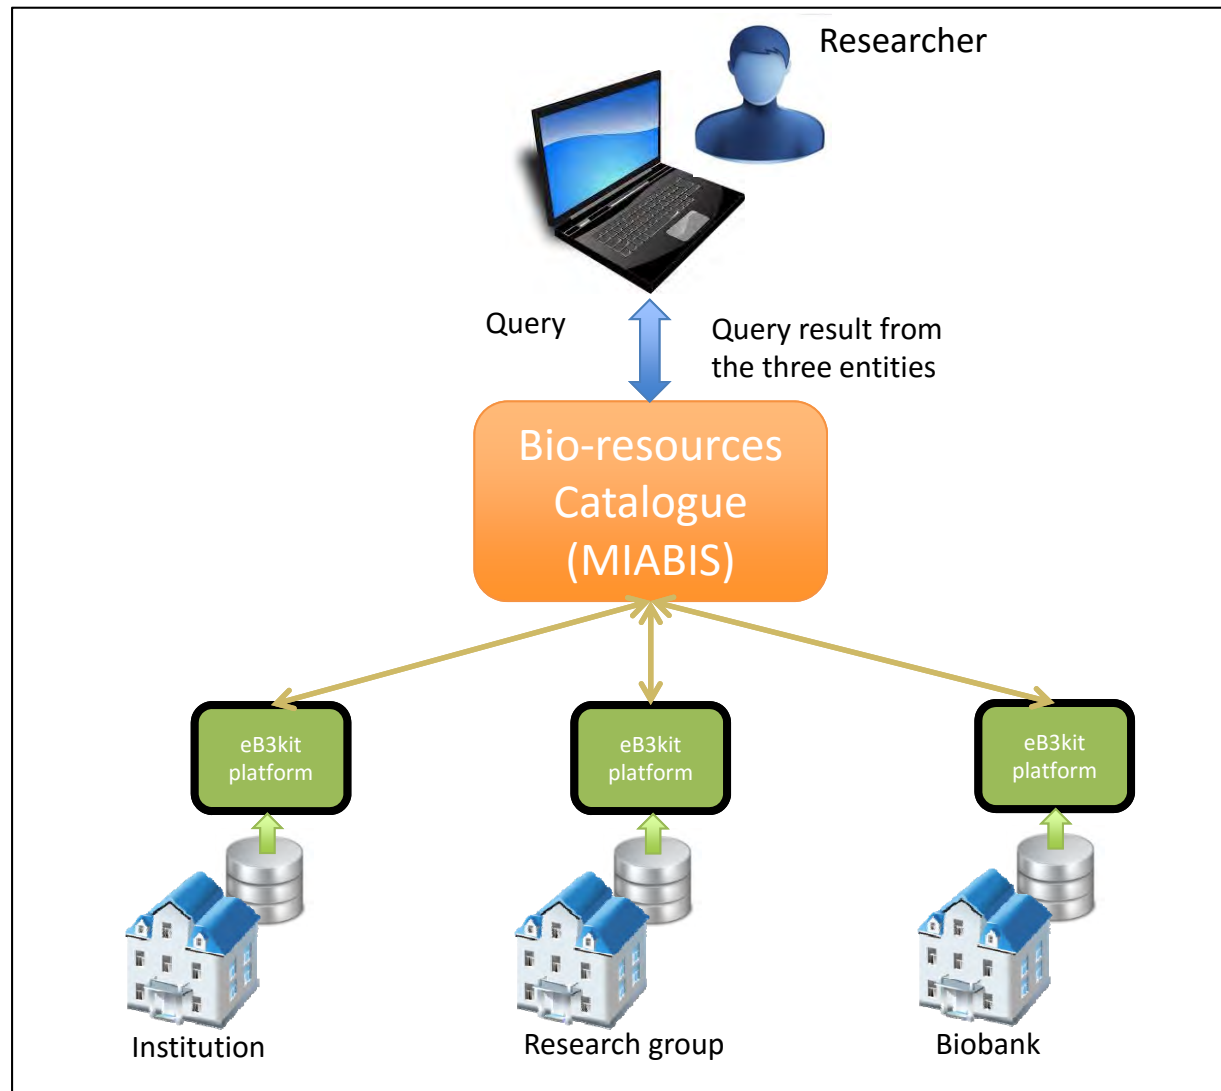 Researcher
Query
Query result from
the three entities
Bio-resources
Catalogue
(MIABIS)
eB3kit
platform
eB3kit
platform
eB3kit
platform
Institution
Research group
Biobank